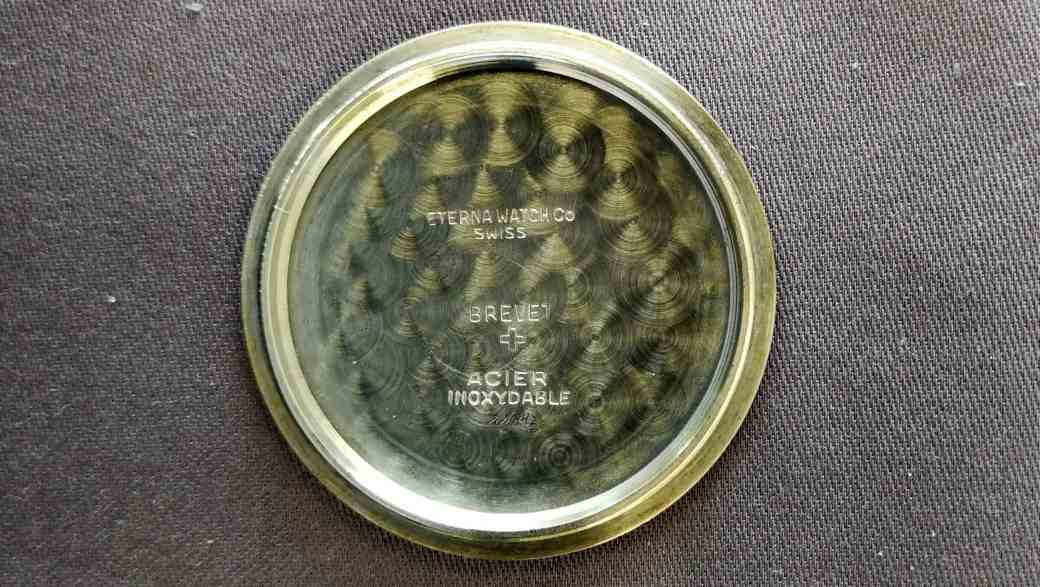 ETERNA WATCH Co
SWISS
BREVET
ACIER
INOXYDABLE